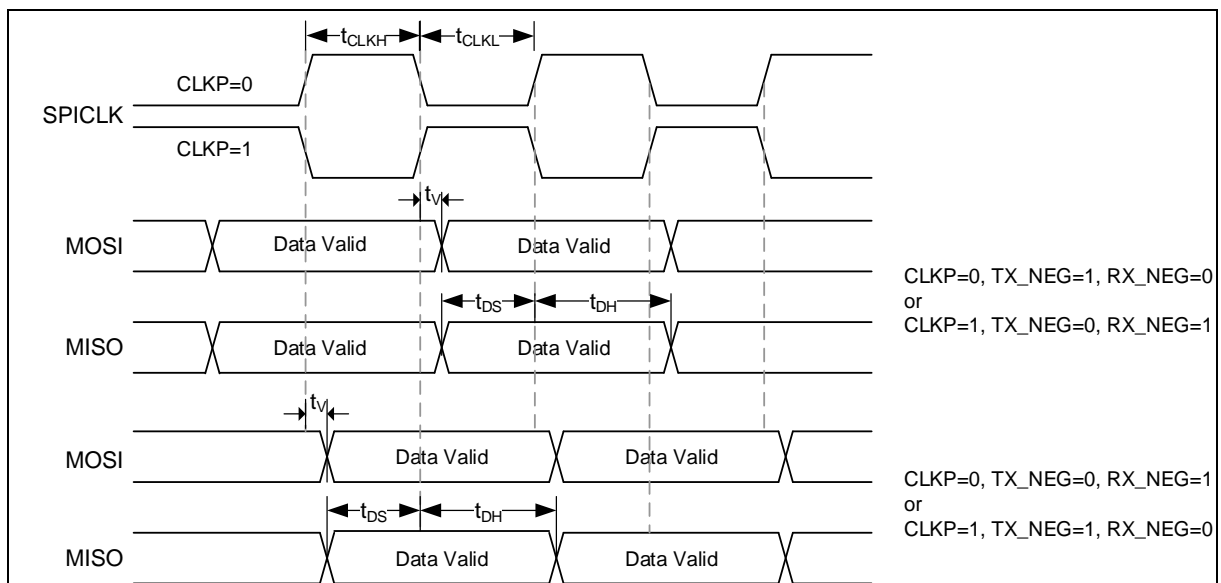 tCLKH
tCLKL
CLKP=0
SPICLK
CLKP=1
tV
MOSI
Data Valid
Data Valid
CLKP=0, TX_NEG=1, RX_NEG=0
or
CLKP=1, TX_NEG=0, RX_NEG=1
tDS
tDH
MISO
Data Valid
Data Valid
tV
MOSI
Data Valid
Data Valid
CLKP=0, TX_NEG=0, RX_NEG=1
or
CLKP=1, TX_NEG=1, RX_NEG=0
tDS
tDH
MISO
Data Valid
Data Valid